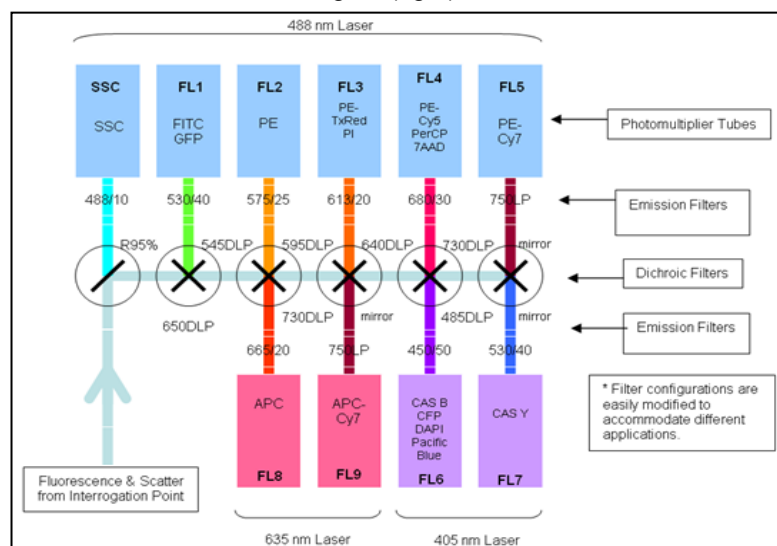 488 nm Laser
SSC
FL1
FL2
FL3
FL4
FL5
SSC
FITC
GFP
PE
PE-
TxRed
PI
PE-
Cy5
PerCP
7AAD
PE-
Cy7
Photomultiplier Tubes
488/10
530/40
575/25
613/20
680/30
750LP
Emission Filters
R95%
545DLP
595DLP
640DLP
730DLP
mirror
Dichroic Filters
650DLP
730DLP
mirror
485DLP
mirror
Emission Filters
665/20
750LP
450/50
530/40
APC
APC-
Cy7
CAS B
CFP
DAPI
Pacific
Blue
CAS Y
* Filter configurations are
easily modified to
accommodate different
applications.
FL8
FL9
FL6
FL7
Fluorescence & Scatter
from Interrogation Point
635 nm Laser
405 nm Laser